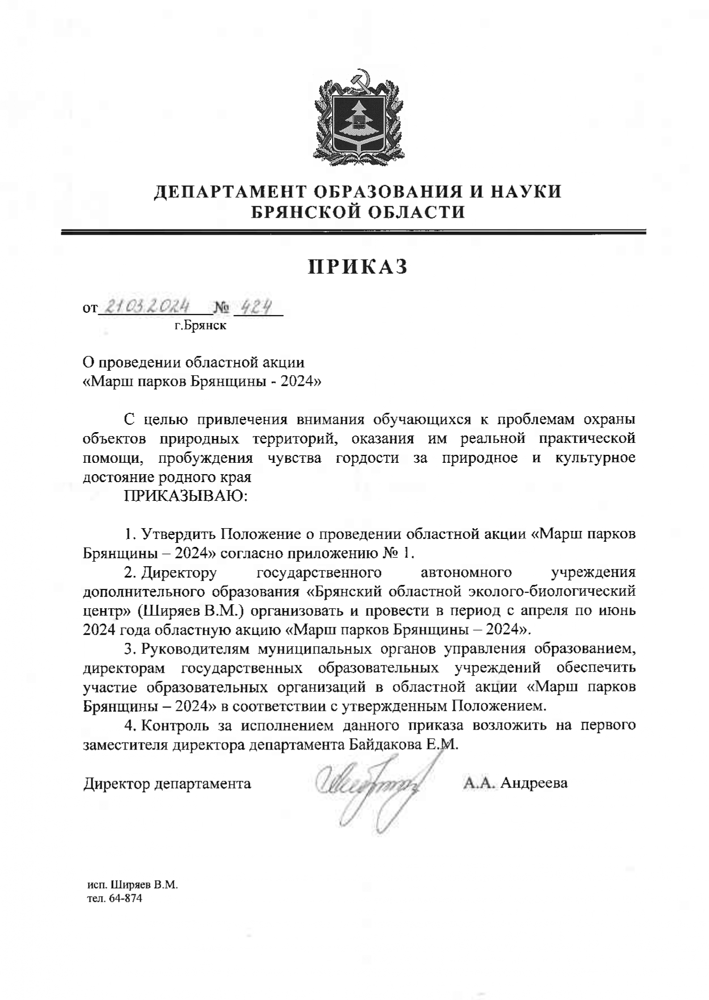 ДЕПАРТАМЕНТ ОБРАЗОВАНИЯ И НАУКИ
БРЯНСКОЙ ОБЛАСТИ
ПРИКАЗ
от 21.03.2024 № 424
г.Брянск
О проведении областной акции
«Марш парков Брянщины - 2024»
С целью привлечения внимания обучающихся к проблемам охраны
объектов природных территорий, оказания им реальной практической
помощи, пробуждения чувства гордости за природное и культурное
достояние родного края
ПРИКАЗЫВАЮ:
1. Утвердить Положение о проведении областной акции «Марш парков
Брянщины – 2024» согласно приложению № 1.
2. Директору государственного автономного учреждения
дополнительного образования «Брянский областной эколого-биологический
центр» (Ширяев В.М.) организовать и провести в период с апреля по июнь
2024 года областную акцию «Марш парков Брянщины – 2024».
3. Руководителям муниципальных органов управления образованием,
директорам государственных образовательных учреждений обеспечить
участие образовательных организаций в областной акции «Марш парков
Брянщины – 2024» в соответствии с утвержденным Положением.
4. Контроль за исполнением данного приказа возложить на первого
заместителя директора департамента Байдакова Е.М.
Директор департамента А.А. Андреева
исп. Ширяев В.М.
тел. 64-874